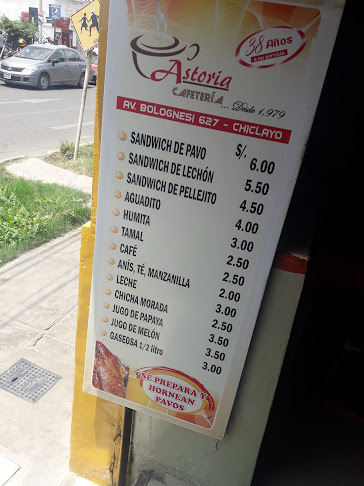 38 AÑOS
A su servicio
Astoria
CAFETERÍA... Desde 1,979
AV. BOLOGNESI 627 - CHICLAYO
S/.
SANDWICH DE PAVO 6.00
SANDWICH DE LECHÓN 5.50
SANDWICH DE PELLEJITO 4.50
AGUADITO 4.00
HUMITA 3.00
TAMAL 2.50
CAFÉ 2.50
ANÍS, TÉ, MANZANILLA 2.00
LECHE 3.00
CHICHA MORADA 2.50
JUGO DE PAPAYA 3.50
JUGO DE MELÓN 3.50
GASEOSA 1/2 litro 3.00
SE PREPARA Y
HORNEAN
PAVOS